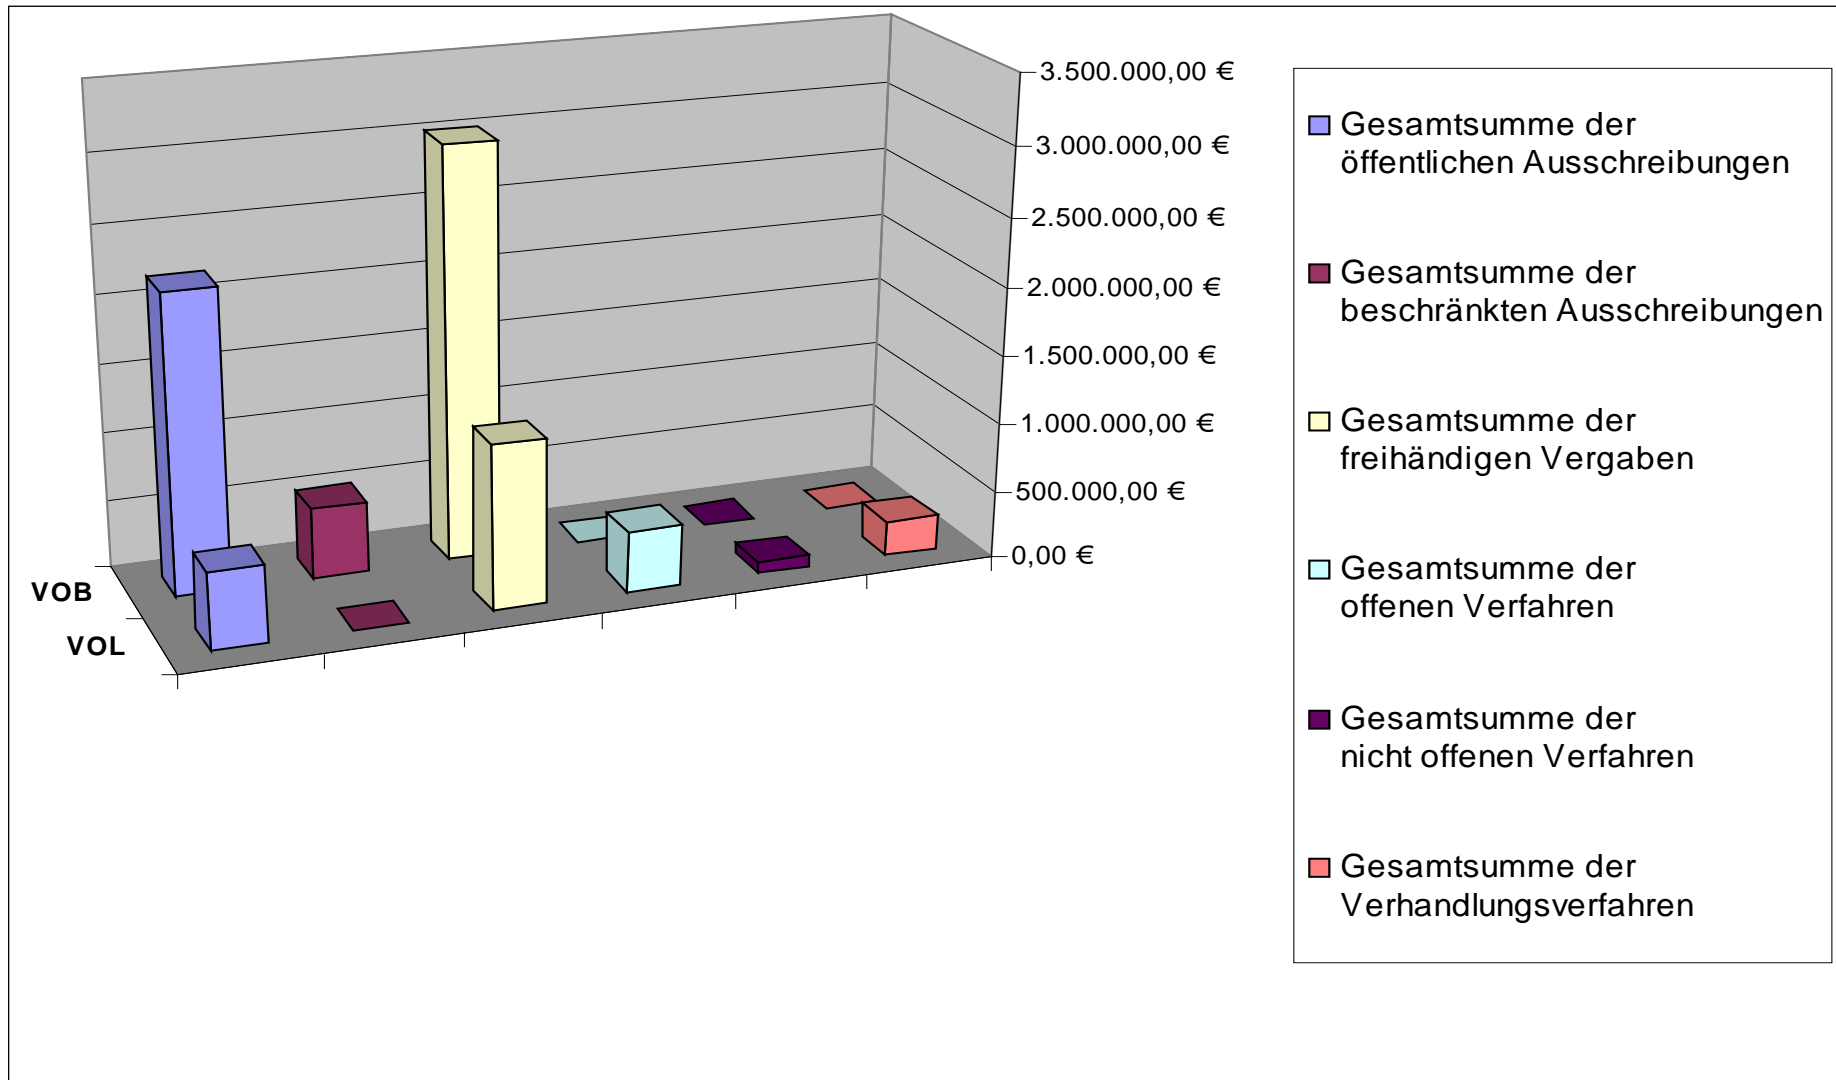 3.500.000,00 €
3.000.000,00 €
2.500.000,00 €
2.000.000,00 €
1.500.000,00 €
1.000.000,00 €
500.000,00 €
0,00 €
VOB
VOL
Gesamtsumme der
öffentlichen Ausschreibungen
Gesamtsumme der
beschränkten Ausschreibungen
Gesamtsumme der
freihändigen Vergaben
Gesamtsumme der
offenen Verfahren
Gesamtsumme der
nicht offenen Verfahren
Gesamtsumme der
Verhandlungsverfahren